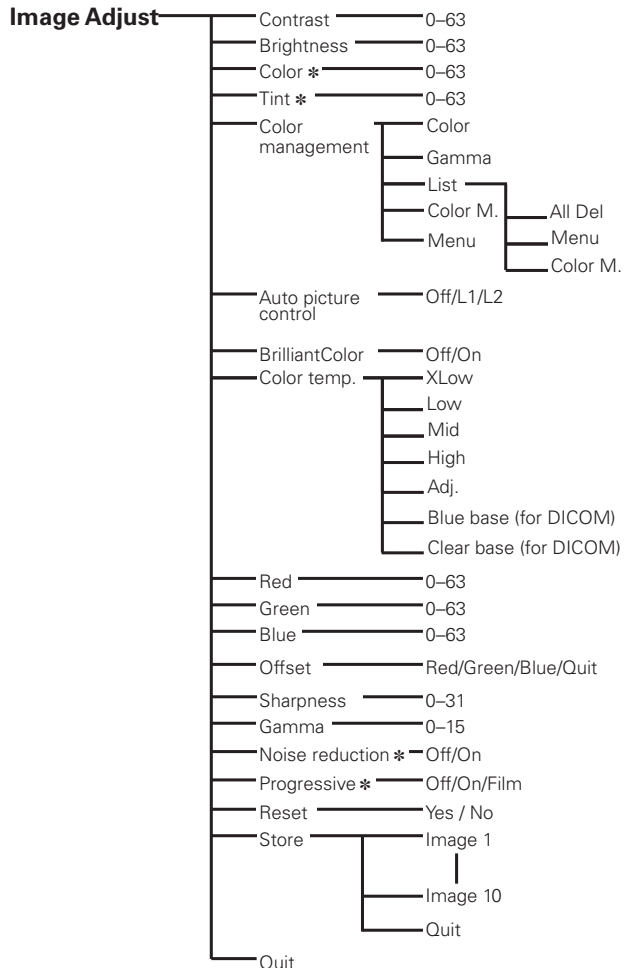 Image Adjust
Contrast 0–63
Brightness 0–63
Color ✻ 0–63
Tint ✻ 0–63
Color management Color
Gamma
List All Del
Color M. Menu
Menu Color M.
Auto picture control Off/L1/L2
BrilliantColor Off/On
Color temp. XLow
Low
Mid
High
Adj.
Blue base (for DICOM)
Clear base (for DICOM)
Red 0–63
Green 0–63
Blue 0–63
Offset Red/Green/Blue/Quit
Sharpness 0–31
Gamma 0–15
Noise reduction ✻ Off/On
Progressive ✻ Off/On/Film
Reset Yes / No
Store Image 1
Image 10
Quit
Quit